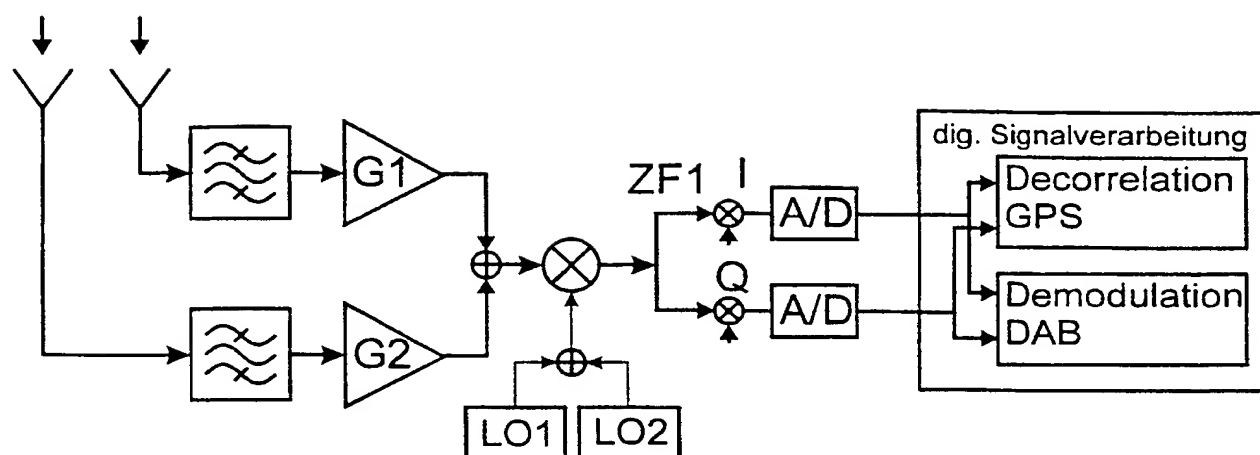 dig. Signalverarbeitung
G1
ZF1 I
A/D
Decorrelation
GPS
Q
A/D
Demodulation
DAB
G2
LO1
LO2